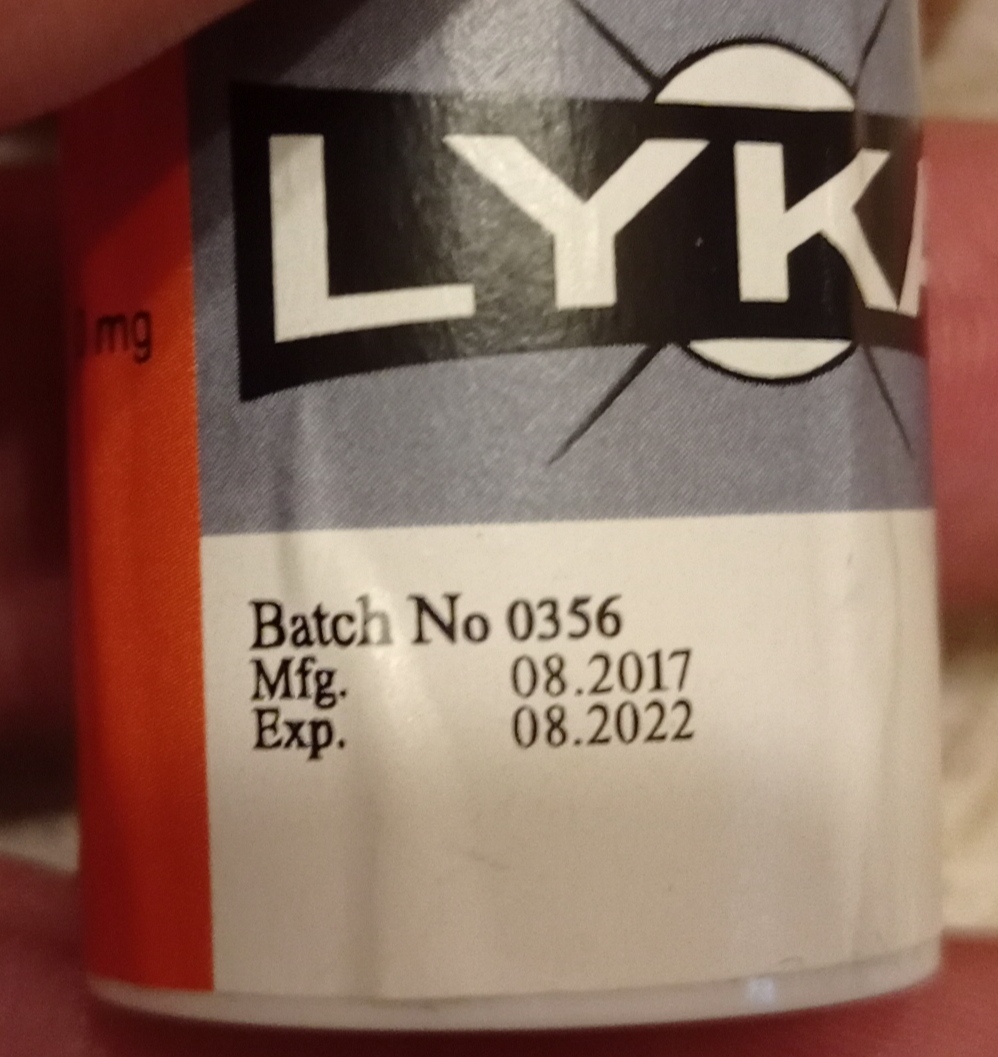 LYK
mg
Batch No 0356
Mfg. 08.2017
Exp. 08.2022